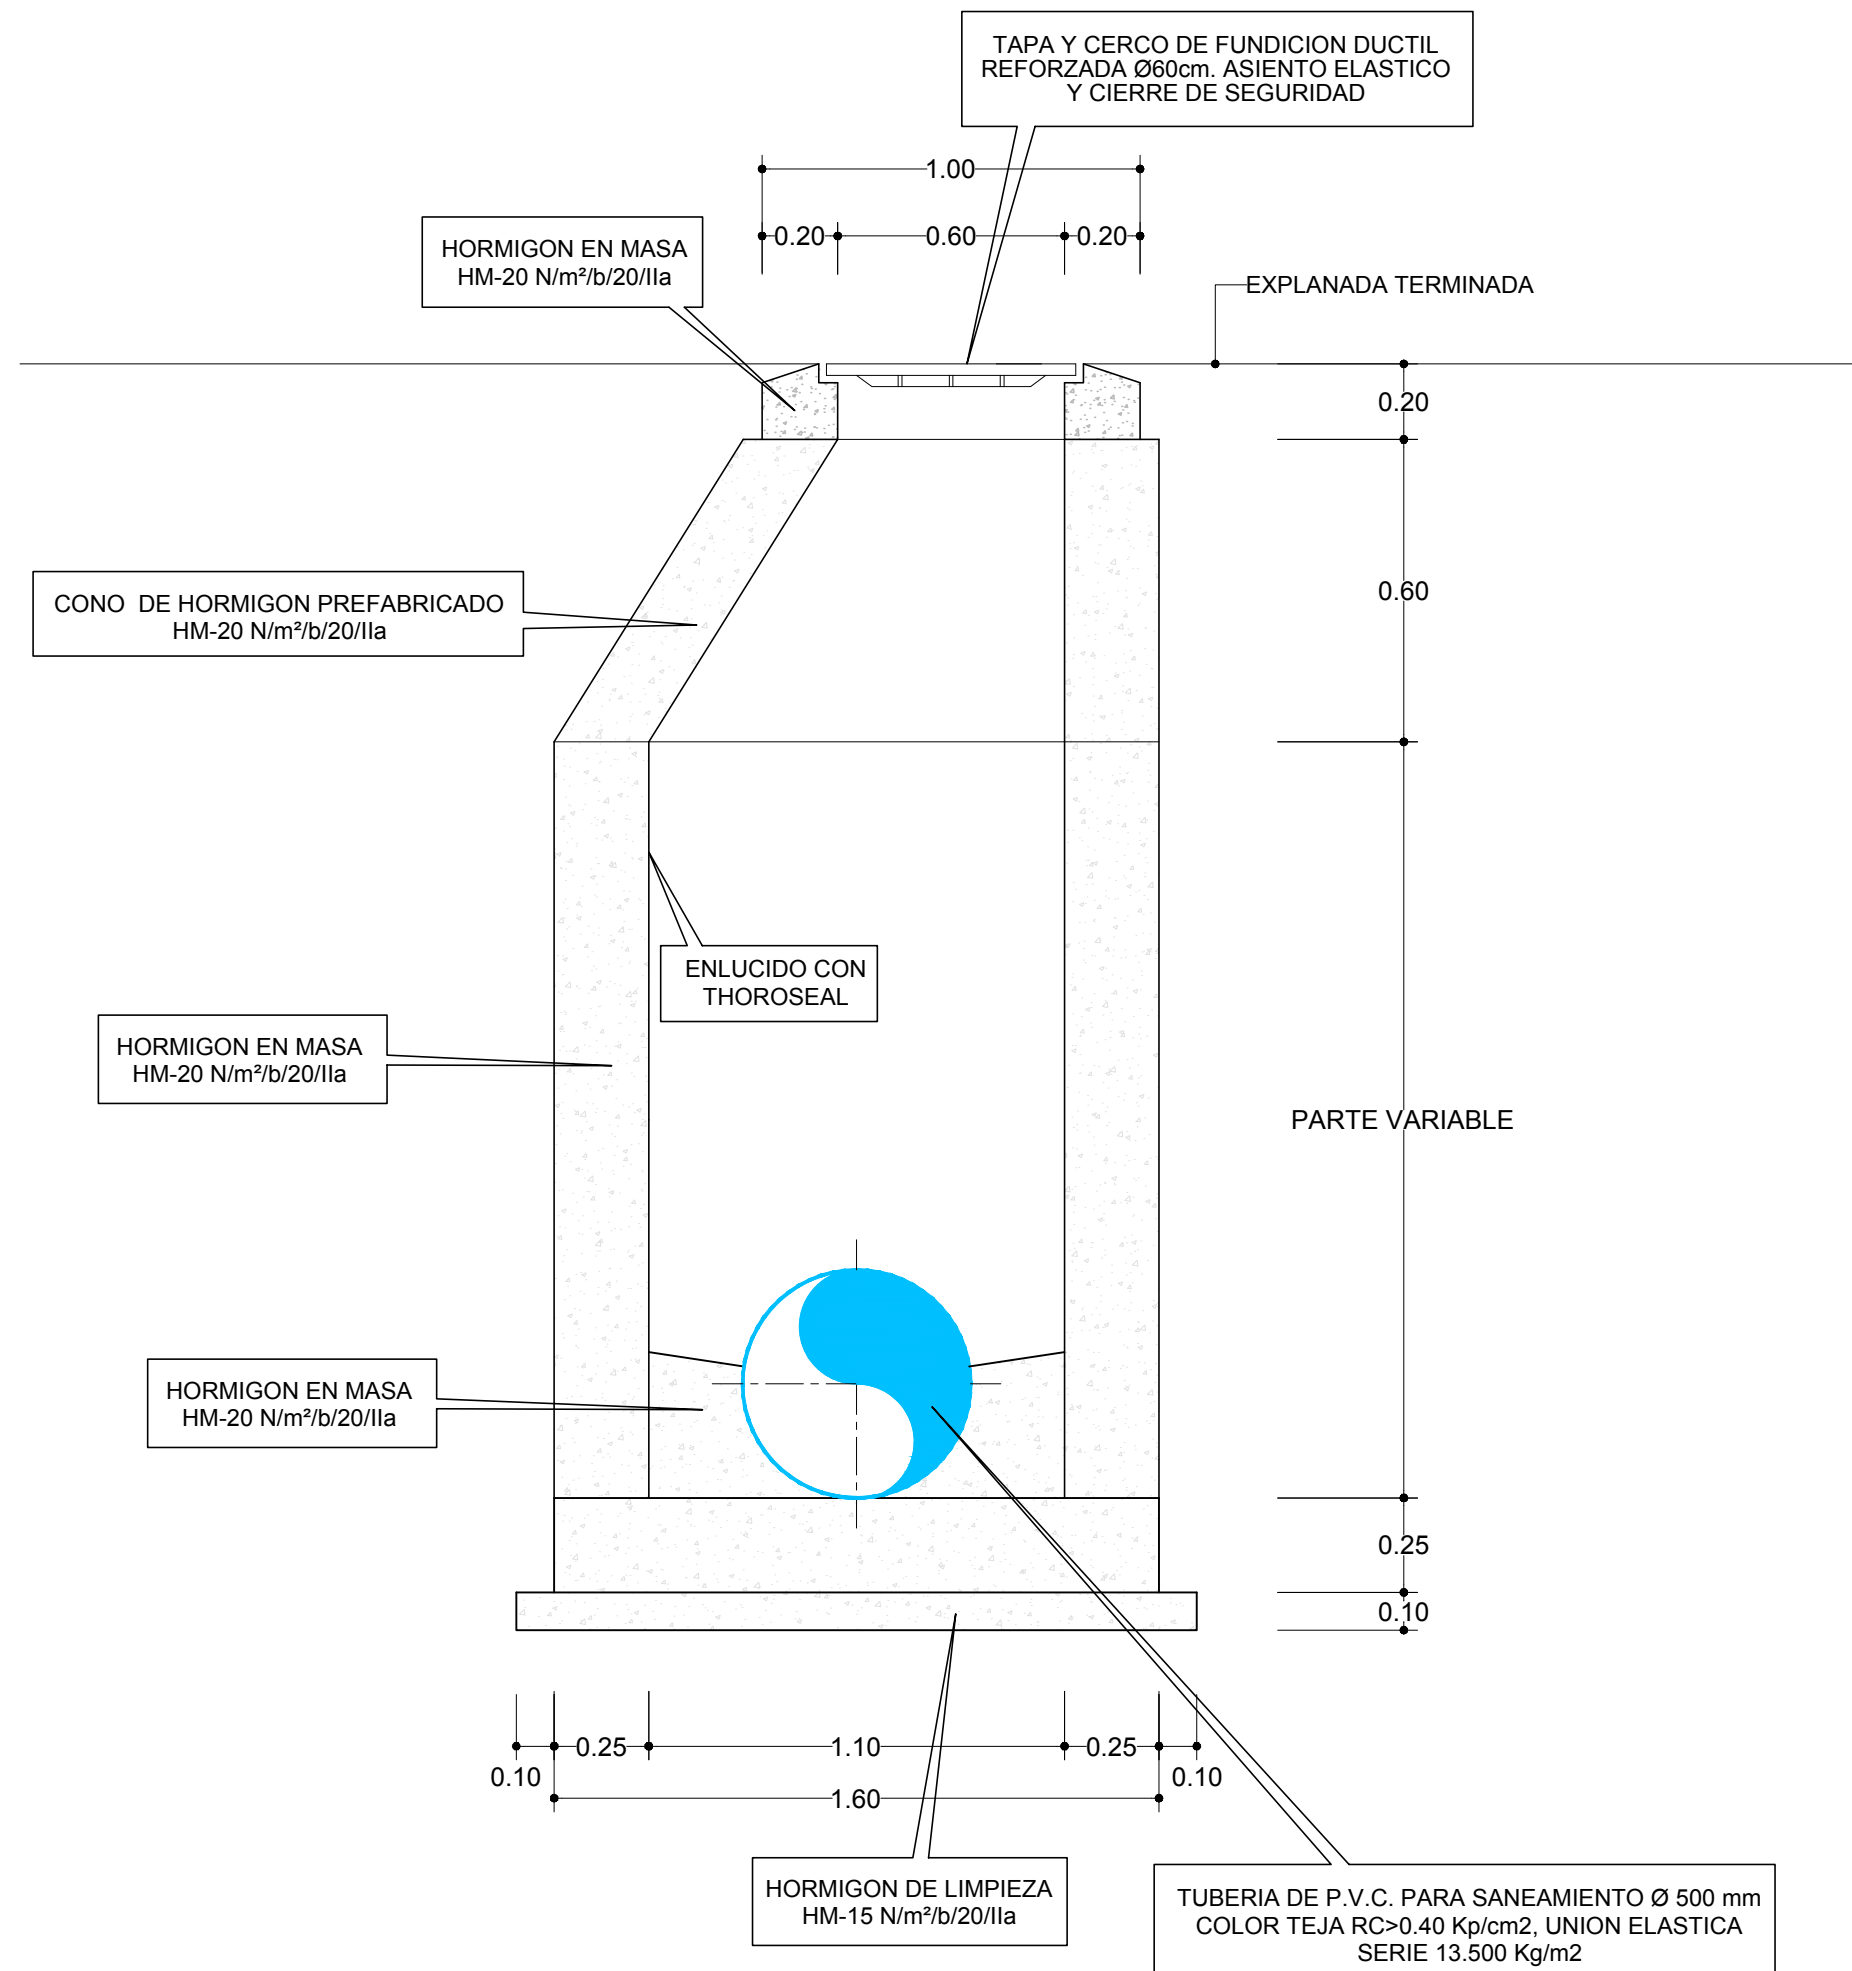 TAPA Y CERCO DE FUNDICION DUCTIL
REFORZADA Ø60cm. ASIENTO ELASTICO
Y CIERRE DE SEGURIDAD
1.00
0.20
0.60
0.20
HORMIGON EN MASA
HM-20 N/m²/b/20/IIa
EXPLANADA TERMINADA
0.20
0.60
CONO DE HORMIGON PREFABRICADO
HM-20 N/m²/b/20/IIa
ENLUCIDO CON
THOROSEAL
HORMIGON EN MASA
HM-20 N/m²/b/20/IIa
PARTE VARIABLE
HORMIGON EN MASA
HM-20 N/m²/b/20/IIa
0.25
0.10
0.25
1.10
0.25
0.10
0.10
1.60
HORMIGON DE LIMPIEZA
HM-15 N/m²/b/20/IIa
TUBERIA DE P.V.C. PARA SANEAMIENTO Ø 500 mm
COLOR TEJA RC>0.40 Kp/cm2, UNION ELASTICA
SERIE 13.500 Kg/m2